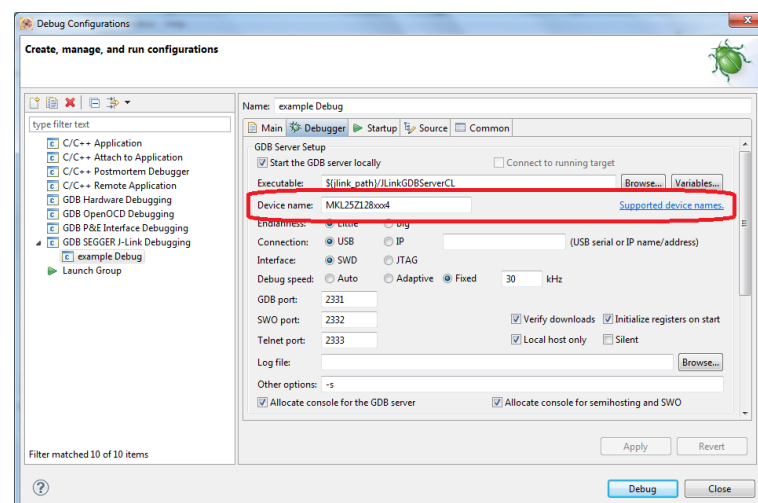 Debug Configurations
Create, manage, and run configurations
type filter text
C/C++ Application
C/C++ Attach to Application
C/C++ Postmortem Debugger
C/C++ Remote Application
GDB Hardware Debugging
GDB OpenOCD Debugging
GDB P&E Interface Debugging
GDB SEGGER J-Link Debugging
example Debug
Launch Group
Filter matched 10 of 10 items
Name: example Debug
Main Debugger Startup Source Common
GDB Server Setup
Start the GDB server locally Connect to running target
Executable: ${jlink_path}/JLinkGDBServerCL Browse... Variables...
Device name: MKL25Z128xxx4 Supported device names.
Endianness: Little Big
Connection: USB IP (USB serial or IP name/address)
Interface: SWD JTAG
Debug speed: Auto Adaptive Fixed 30 kHz
GDB port: 2331
SWO port: 2332 Verify downloads Initialize registers on start
Telnet port: 2333 Local host only Silent
Log file: Browse...
Other options: -s
Allocate console for the GDB server Allocate console for semihosting and SWO
Apply Revert
Debug Close